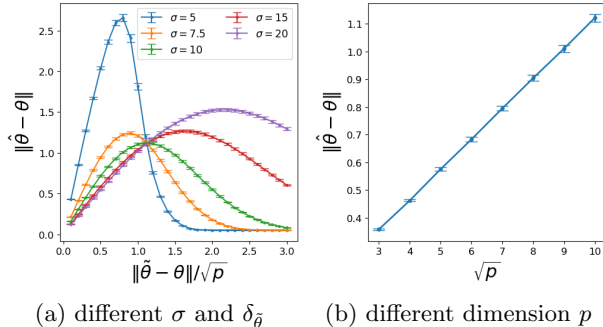 σ = 5
σ = 7.5
σ = 10
σ = 15
σ = 20
2.5
2.0
1.5
1.0
0.5
0.0
‖θ̂ − θ‖
0.0 0.5 1.0 1.5 2.0 2.5 3.0
‖θ̃ − θ‖/√p
(a) different σ and δ_θ̃
1.1
1.0
0.9
0.8
0.7
0.6
0.5
0.4
‖θ̂ − θ‖
3 4 5 6 7 8 9 10
√p
(b) different dimension p